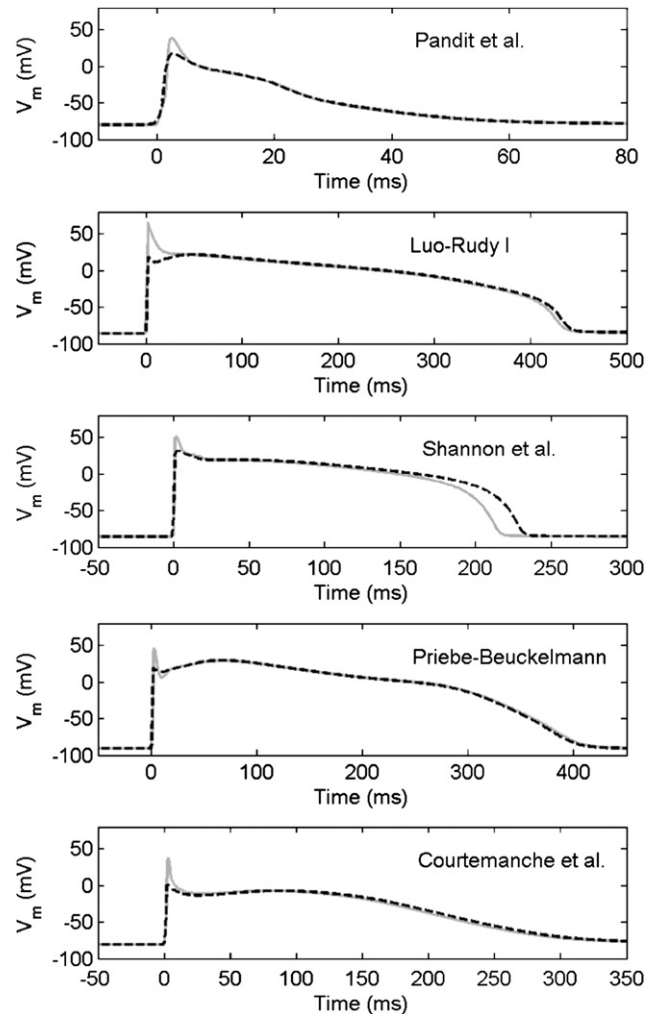 Pandit et al.
V_m (mV)
50
0
-50
-100
0 20 40 60 80
Time (ms)
Luo-Rudy I
V_m (mV)
50
0
-50
-100
0 100 200 300 400 500
Time (ms)
Shannon et al.
V_m (mV)
50
0
-50
-100
-50 0 50 100 150 200 250 300
Time (ms)
Priebe-Beuckelmann
V_m (mV)
50
0
-50
-100
0 100 200 300 400
Time (ms)
Courtemanche et al.
V_m (mV)
50
0
-50
-100
-50 0 50 100 150 200 250 300 350
Time (ms)